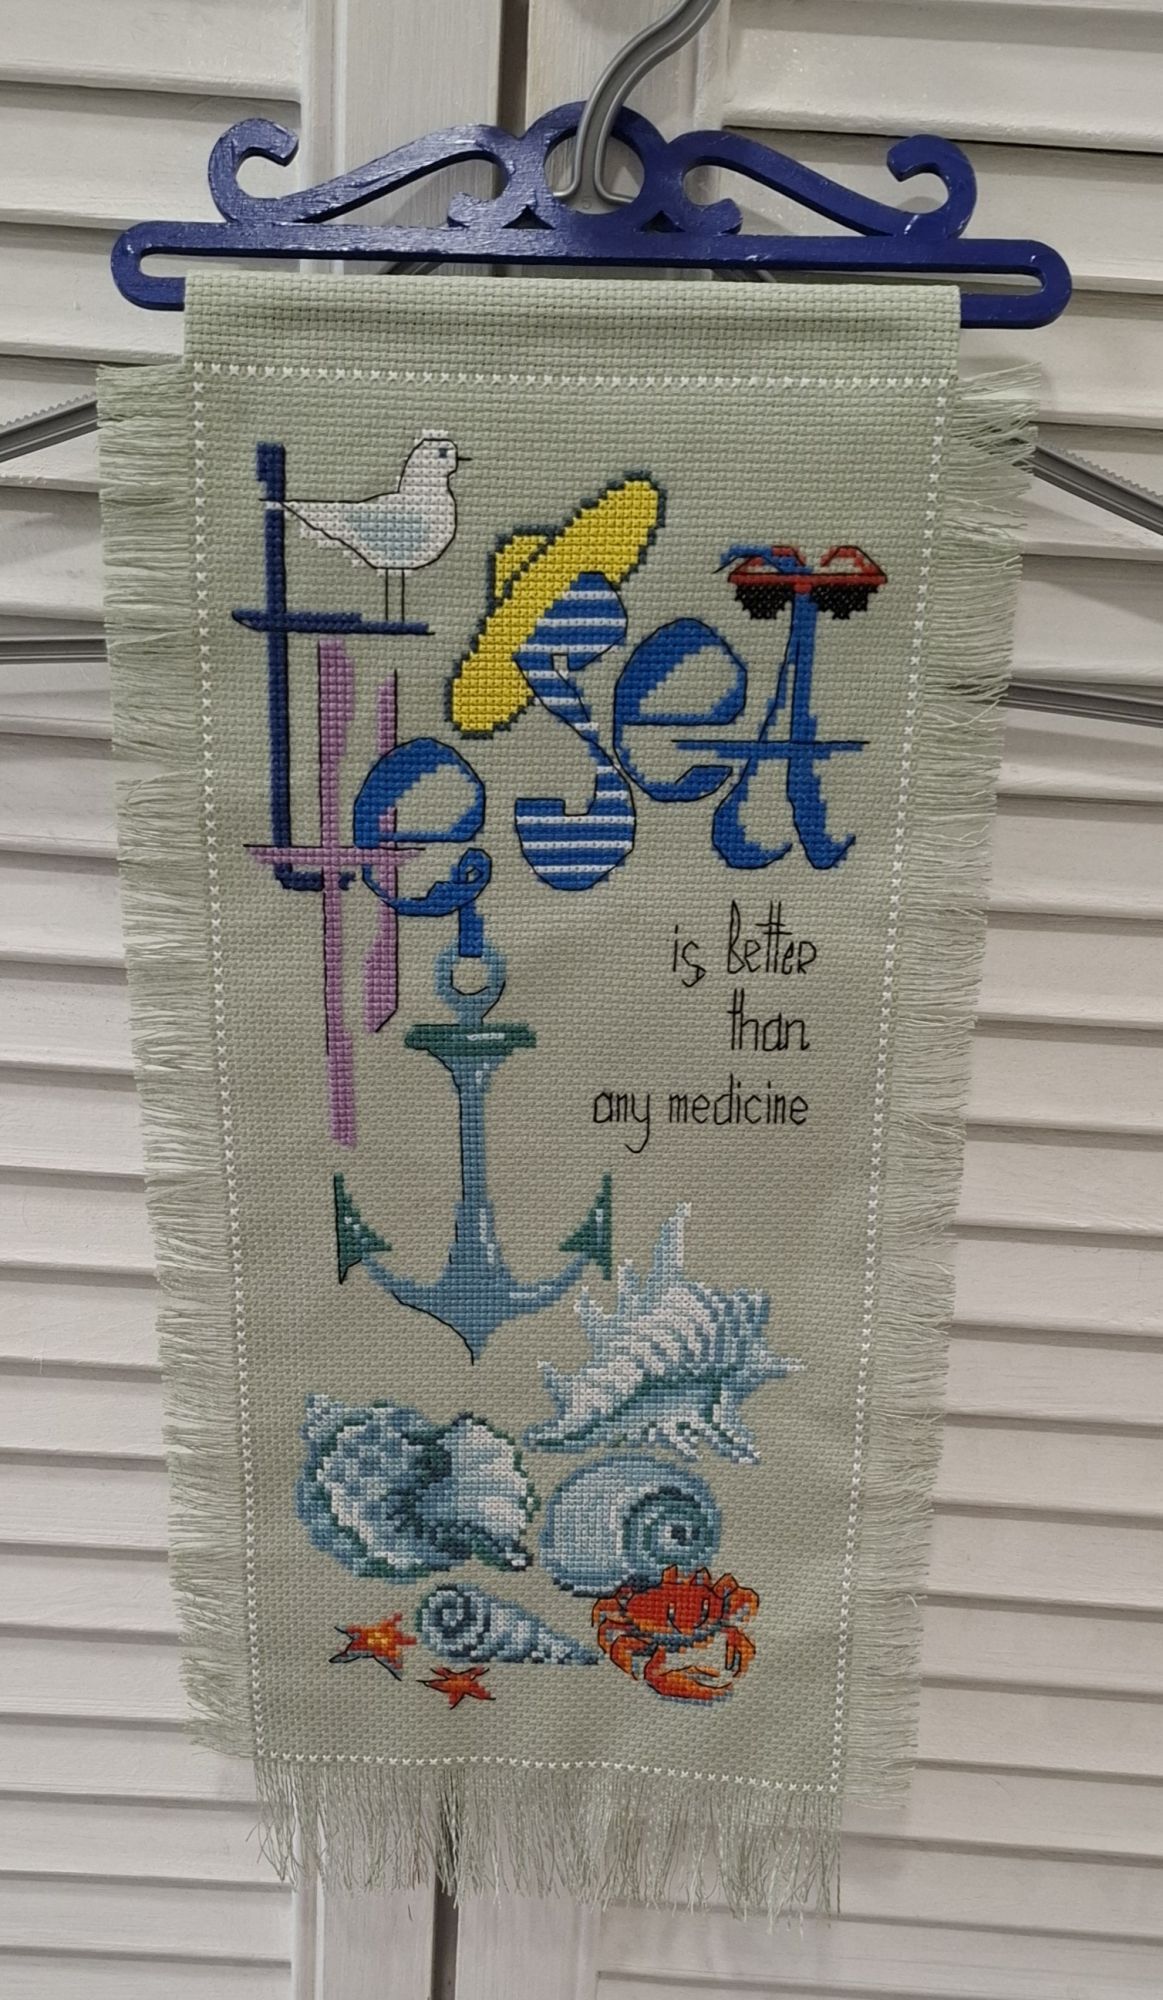 the Sea
is better
than
any medicine